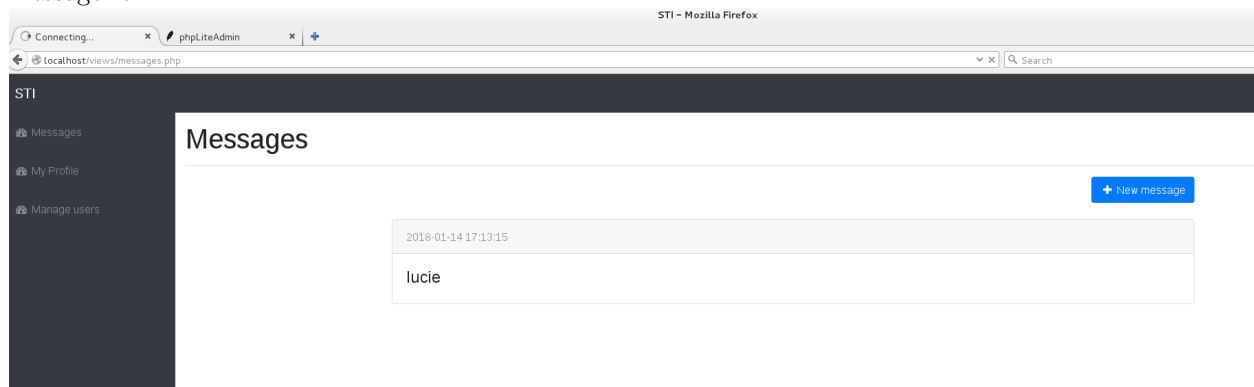 STI - Mozilla Firefox
Connecting... × phpLiteAdmin ×
localhost/views/messages.php Search
STI
Messages
My Profile
Manage users
Messages
New message
2018-01-14 17:13:15
lucie